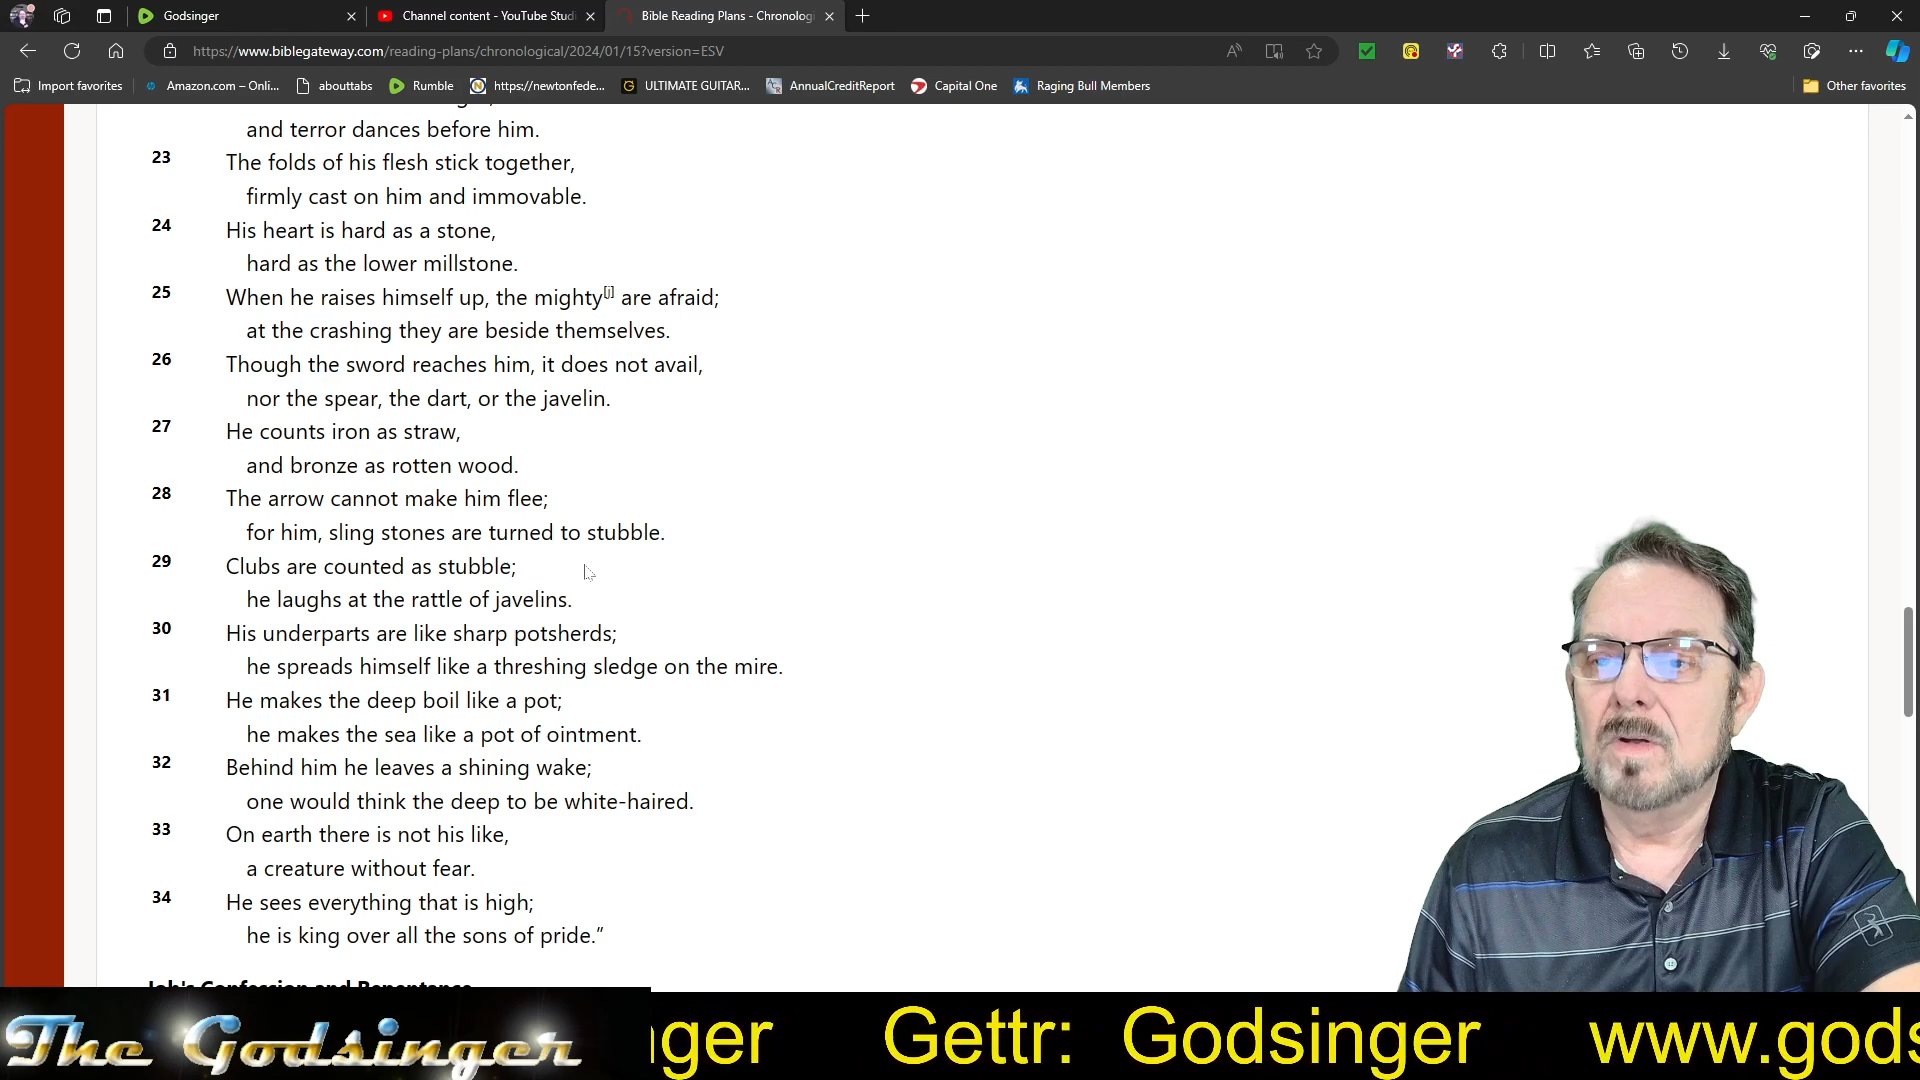 Godsinger
Channel content - YouTube Studi
Bible Reading Plans - Chronologi
https://www.biblegateway.com/reading-plans/chronological/2024/01/15?version=ESV
Import favorites
Amazon.com – Onli...
abouttabs
Rumble
https://newtonfede...
ULTIMATE GUITAR...
AnnualCreditReport
Capital One
Raging Bull Members
Other favorites
and terror dances before him.
23 The folds of his flesh stick together,
firmly cast on him and immovable.
24 His heart is hard as a stone,
hard as the lower millstone.
25 When he raises himself up, the mighty[j] are afraid;
at the crashing they are beside themselves.
26 Though the sword reaches him, it does not avail,
nor the spear, the dart, or the javelin.
27 He counts iron as straw,
and bronze as rotten wood.
28 The arrow cannot make him flee;
for him, sling stones are turned to stubble.
29 Clubs are counted as stubble;
he laughs at the rattle of javelins.
30 His underparts are like sharp potsherds;
he spreads himself like a threshing sledge on the mire.
31 He makes the deep boil like a pot;
he makes the sea like a pot of ointment.
32 Behind him he leaves a shining wake;
one would think the deep to be white-haired.
33 On earth there is not his like,
a creature without fear.
34 He sees everything that is high;
he is king over all the sons of pride.”
Job's Confession and Repentance
The Godsinger
nger Gettr: Godsinger www.gods